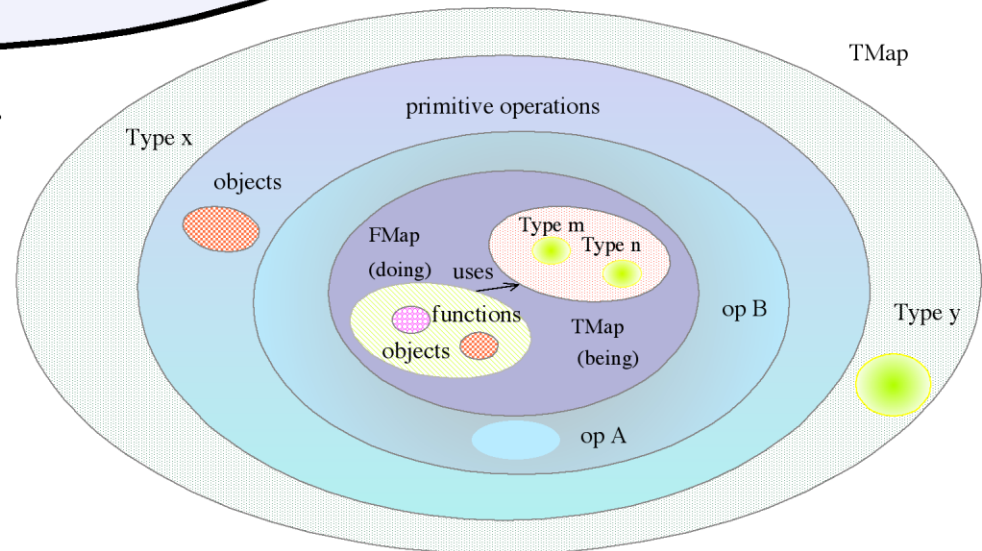 TMap
primitive operations
Type x
objects
Type m
FMap
Type n
(doing) uses
op B
Type y
functions
TMap
objects
(being)
op A